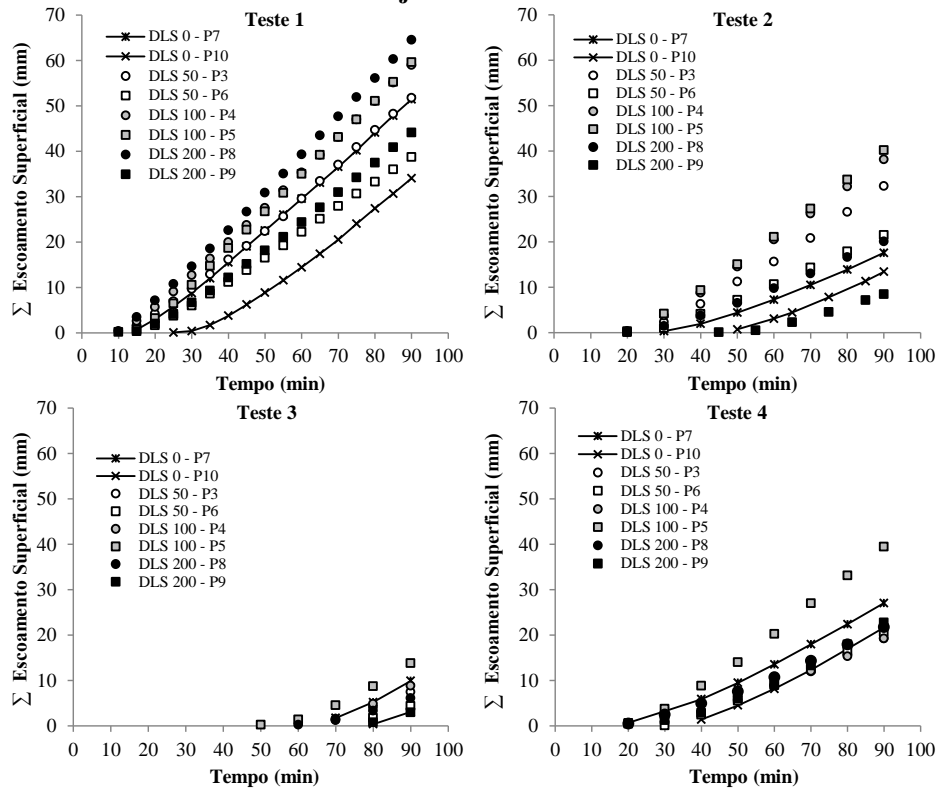 Teste 1
∑ Escoamento Superficial (mm)
70
60
50
40
30
20
10
0
DLS 0 - P7
DLS 0 - P10
DLS 50 - P3
DLS 50 - P6
DLS 100 - P4
DLS 100 - P5
DLS 200 - P8
DLS 200 - P9
0 10 20 30 40 50 60 70 80 90 100
Tempo (min)
Teste 2
∑ Escoamento Superficial (mm)
70
60
50
40
30
20
10
0
DLS 0 - P7
DLS 0 - P10
DLS 50 - P3
DLS 50 - P6
DLS 100 - P4
DLS 100 - P5
DLS 200 - P8
DLS 200 - P9
0 10 20 30 40 50 60 70 80 90 100
Tempo (min)
Teste 3
∑ Escoamento Superficial (mm)
70
60
50
40
30
20
10
0
DLS 0 - P7
DLS 0 - P10
DLS 50 - P3
DLS 50 - P6
DLS 100 - P4
DLS 100 - P5
DLS 200 - P8
DLS 200 - P9
0 10 20 30 40 50 60 70 80 90 100
Tempo (min)
Teste 4
∑ Escoamento Superficial (mm)
70
60
50
40
30
20
10
0
DLS 0 - P7
DLS 0 - P10
DLS 50 - P3
DLS 50 - P6
DLS 100 - P4
DLS 100 - P5
DLS 200 - P8
DLS 200 - P9
0 10 20 30 40 50 60 70 80 90 100
Tempo (min)